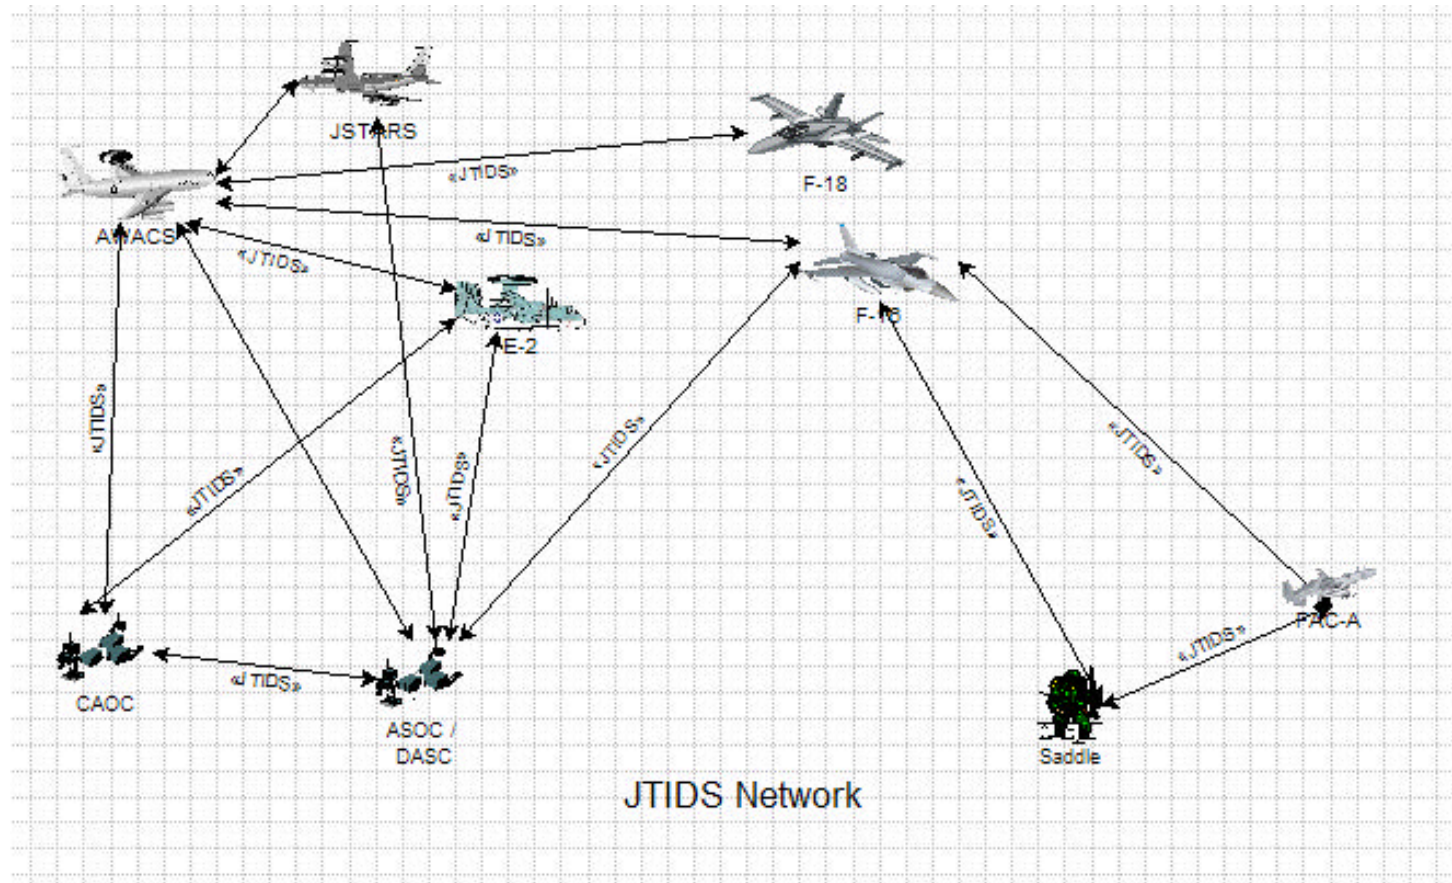 JSTARS
«JTIDS»
F-18
AWACS
«JTIDS»
«JTIDS»
F-16
E-2
«JTIDS»
«JTIDS»
«JTIDS»
«JTIDS»
«JTIDS»
«JTIDS»
«JTIDS»
FAC-A
«JTIDS»
«JTIDS»
CAOC
ASOC /
DASC
Saddle
JTIDS Network